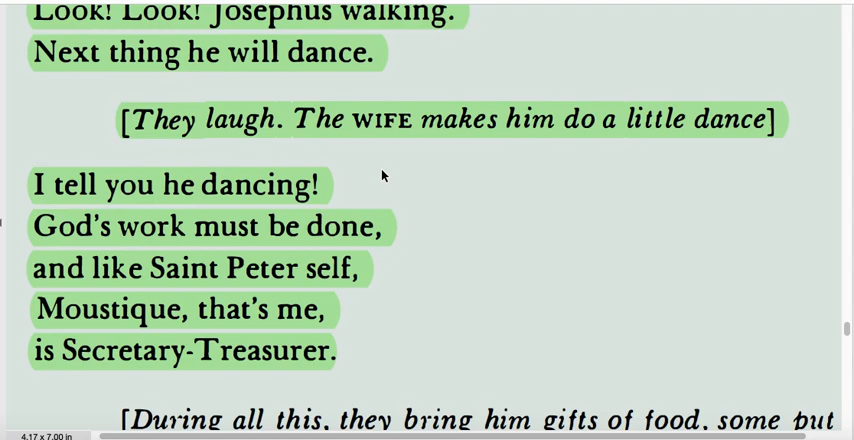 Look! Look! Josephus walking.
Next thing he will dance.
[They laugh. The WIFE makes him do a little dance]
I tell you he dancing!
God's work must be done,
and like Saint Peter self,
Moustique, that's me,
is Secretary-Treasurer.
[During all this, they bring him gifts of food, some put
4.17 x 7.00 in